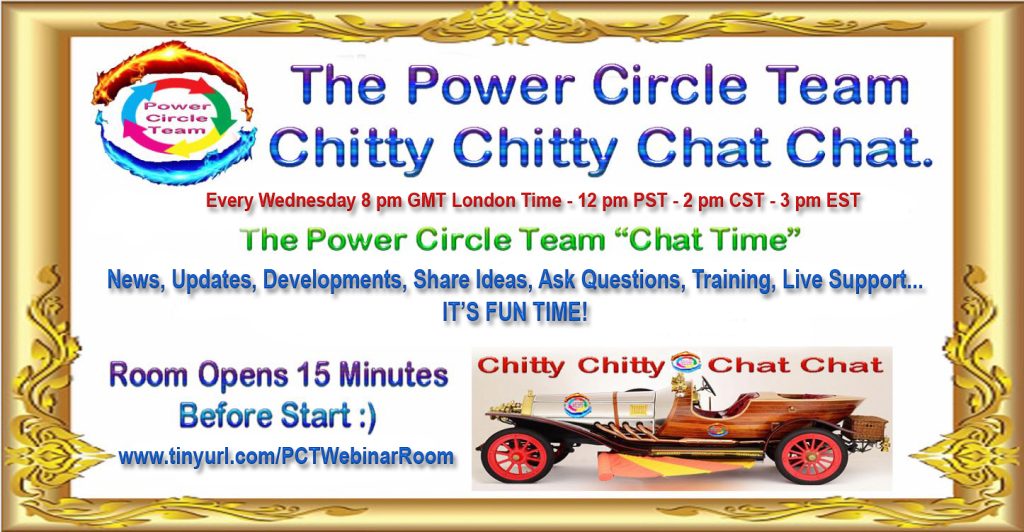 Power
Circle
Team
The Power Circle Team
Chitty Chitty Chat Chat.
Every Wednesday 8 pm GMT London Time - 12 pm PST - 2 pm CST - 3 pm EST
The Power Circle Team “Chat Time”
News, Updates, Developments, Share Ideas, Ask Questions, Training, Live Support...
IT'S FUN TIME!
Room Opens 15 Minutes
Before Start :)
www.tinyurl.com/PCTWebinarRoom
Chitty Chitty Chat Chat